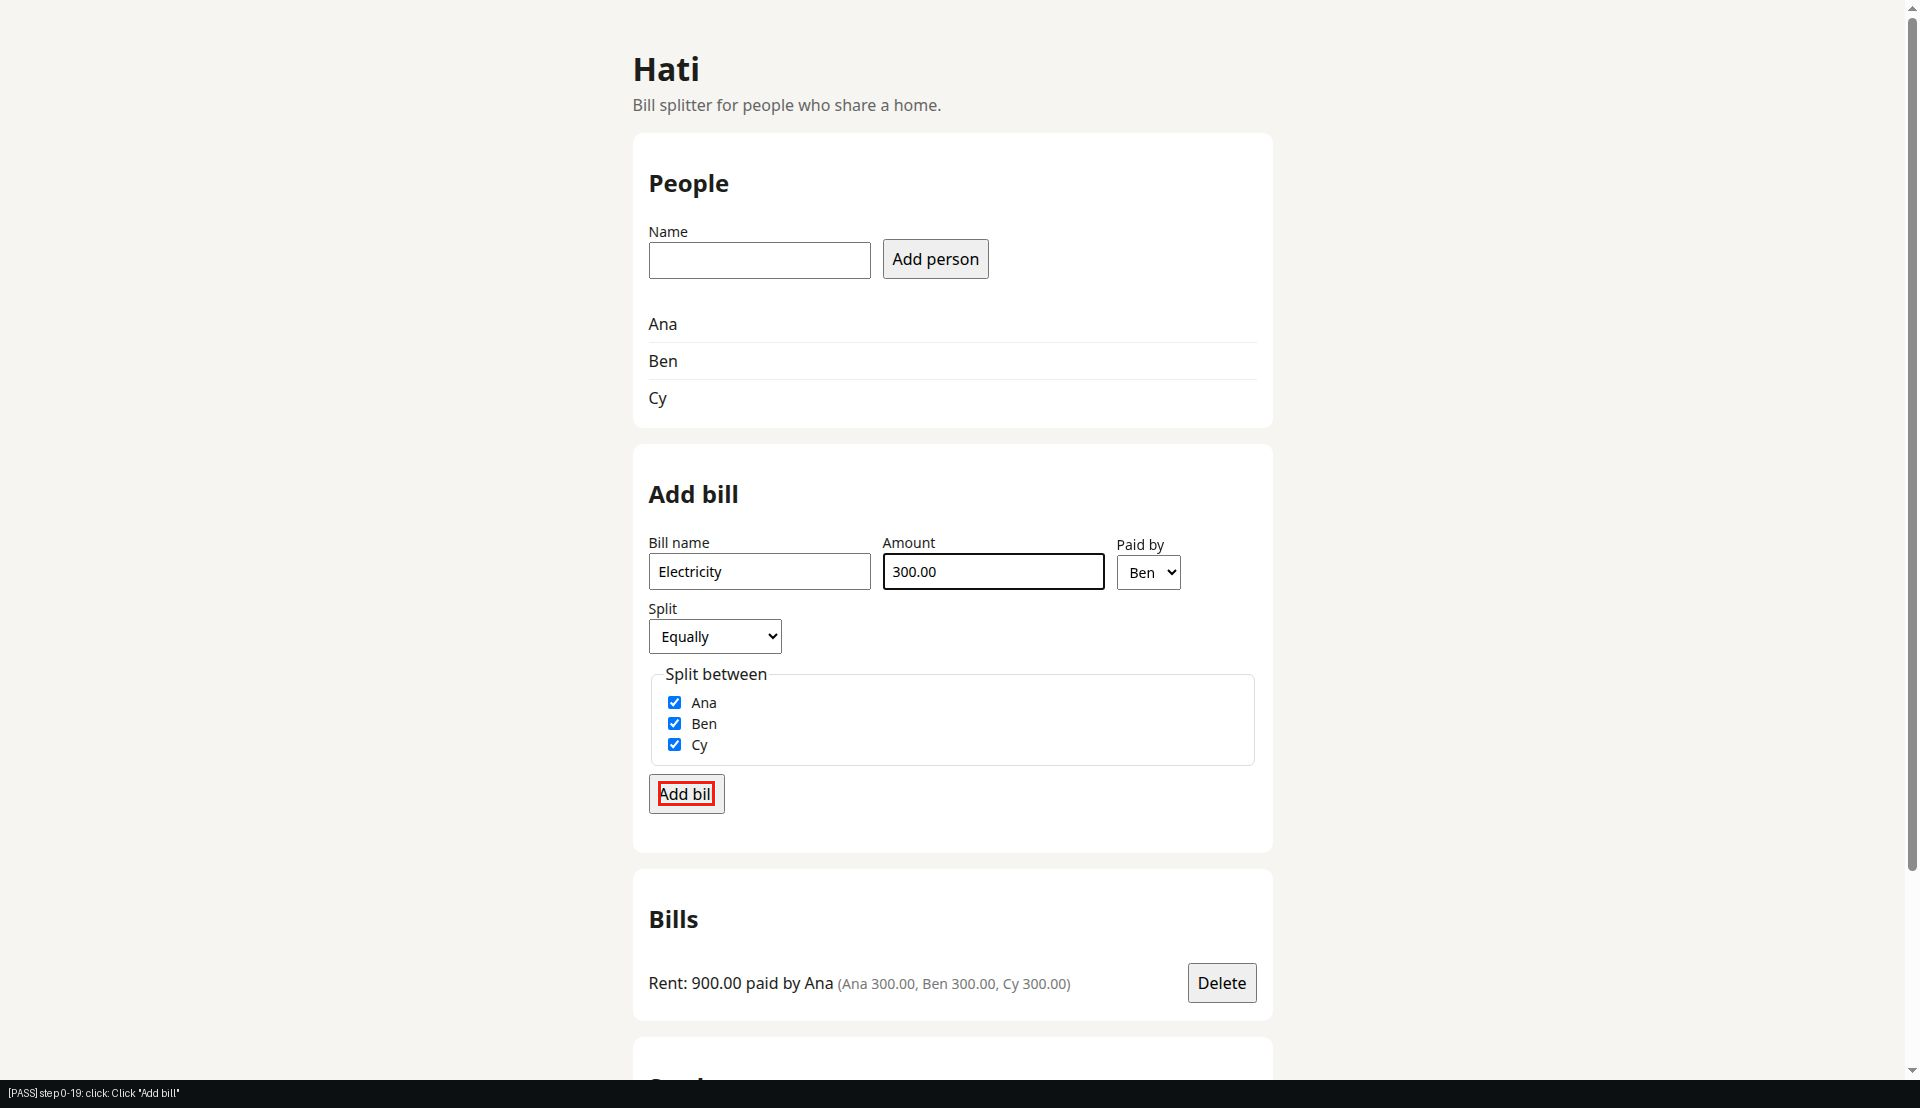 Hati
Bill splitter for people who share a home.
People
Name
Add person
Ana
Ben
Cy
Add bill
Bill name Amount Paid by
Electricity 300.00 Ben
Split
Equally
Split between
Ana
Ben
Cy
Add bil
Bills
Rent: 900.00 paid by Ana (Ana 300.00, Ben 300.00, Cy 300.00) Delete
[PASS] step 0-19: click: Click "Add bill"